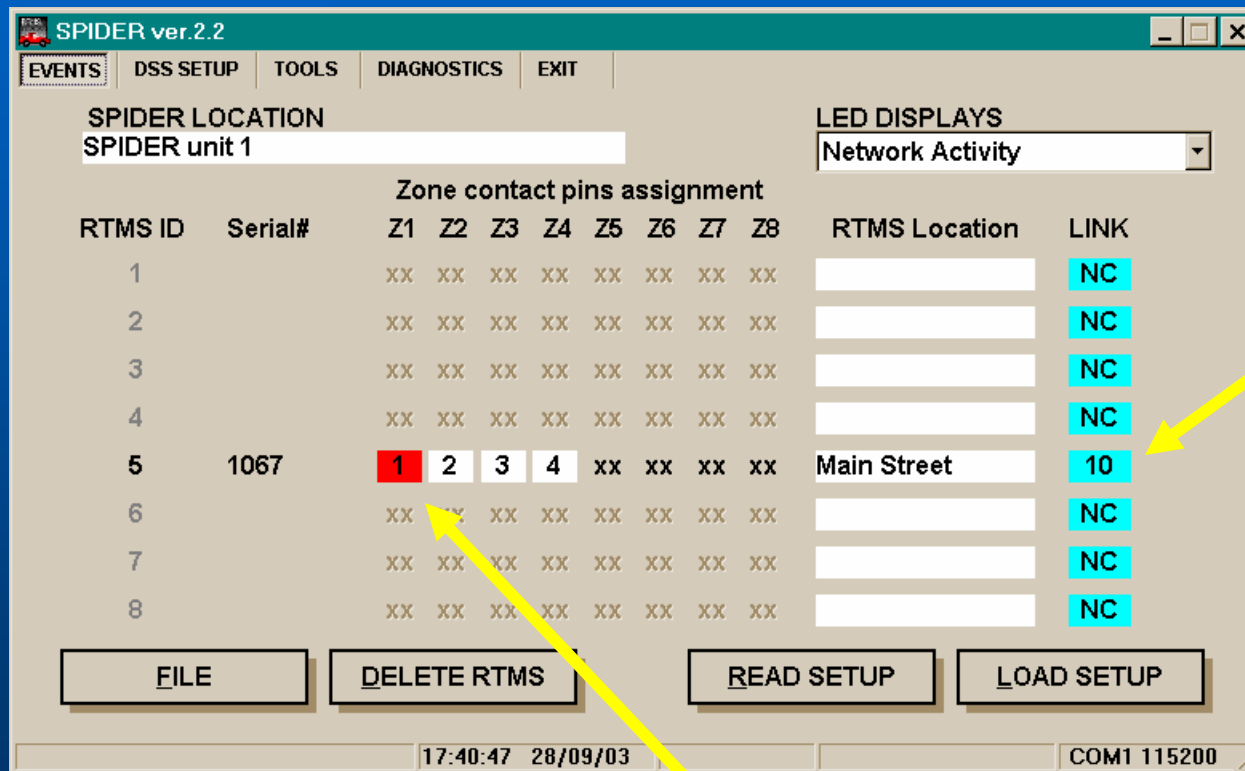 SPIDER ver.2.2
EVENTS DSS SETUP TOOLS DIAGNOSTICS EXIT
SPIDER LOCATION LED DISPLAYS
SPIDER unit 1 Network Activity
Zone contact pins assignment
RTMS ID Serial# Z1 Z2 Z3 Z4 Z5 Z6 Z7 Z8 RTMS Location LINK
1 xx xx xx xx xx xx xx xx NC
2 xx xx xx xx xx xx xx xx NC
3 xx xx xx xx xx xx xx xx NC
4 xx xx xx xx xx xx xx xx NC
5 1067 1 2 3 4 xx xx xx xx Main Street 10
6 xx xx xx xx xx xx xx xx NC
7 xx xx xx xx xx xx xx xx NC
8 xx xx xx xx xx xx xx xx NC
FILE DELETE RTMS READ SETUP LOAD SETUP
17:40:47 28/09/03 COM1 115200